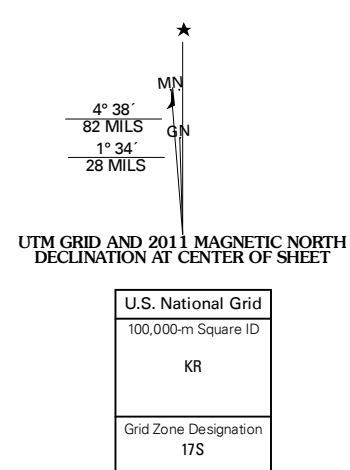 ★
MN
4° 38´
82 MILS
GN
1° 34´
28 MILS
UTM GRID AND 2011 MAGNETIC NORTH
DECLINATION AT CENTER OF SHEET
U.S. National Grid
100,000-m Square ID
KR
Grid Zone Designation
17S